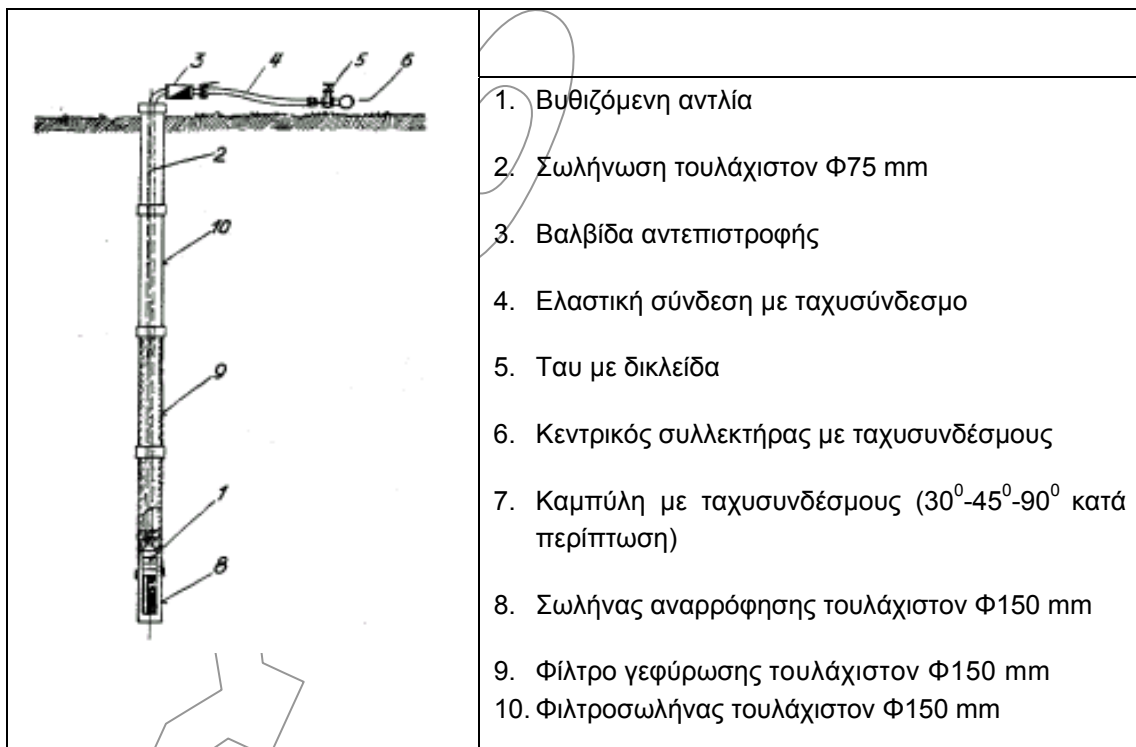 3
4
5
6
2
10
9
1
8
1. Βυθιζόμενη αντλία
2. Σωλήνωση τουλάχιστον Φ75 mm
3. Βαλβίδα αντεπιστροφής
4. Ελαστική σύνδεση με ταχυσύνδεσμο
5. Ταυ με δικλείδα
6. Κεντρικός συλλεκτήρας με ταχυσυνδέσμους
7. Καμπύλη με ταχυσυνδέσμους (30⁰-45⁰-90⁰ κατά
περίπτωση)
8. Σωλήνας αναρρόφησης τουλάχιστον Φ150 mm
9. Φίλτρο γεφύρωσης τουλάχιστον Φ150 mm
10. Φιλτροσωλήνας τουλάχιστον Φ150 mm